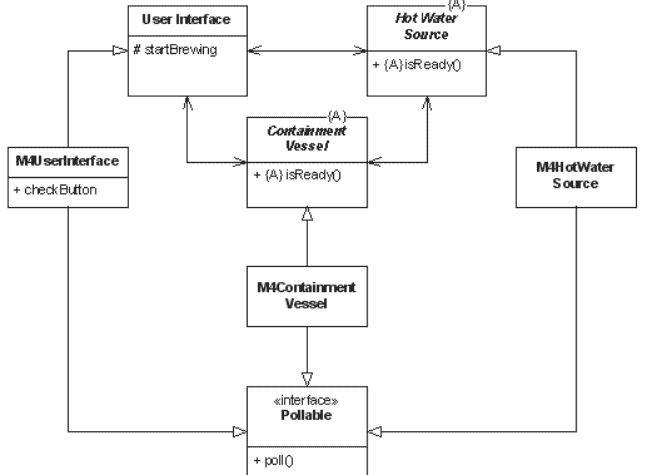 User Interface
# startBrewing
{A}
Hot Water
Source
+ {A} isReady()
{A}
Containment
Vessel
+ {A} isReady()
M4UserInterface
+ checkButton
M4HotWater
Source
M4Containment
Vessel
«interface»
Pollable
+ poll()